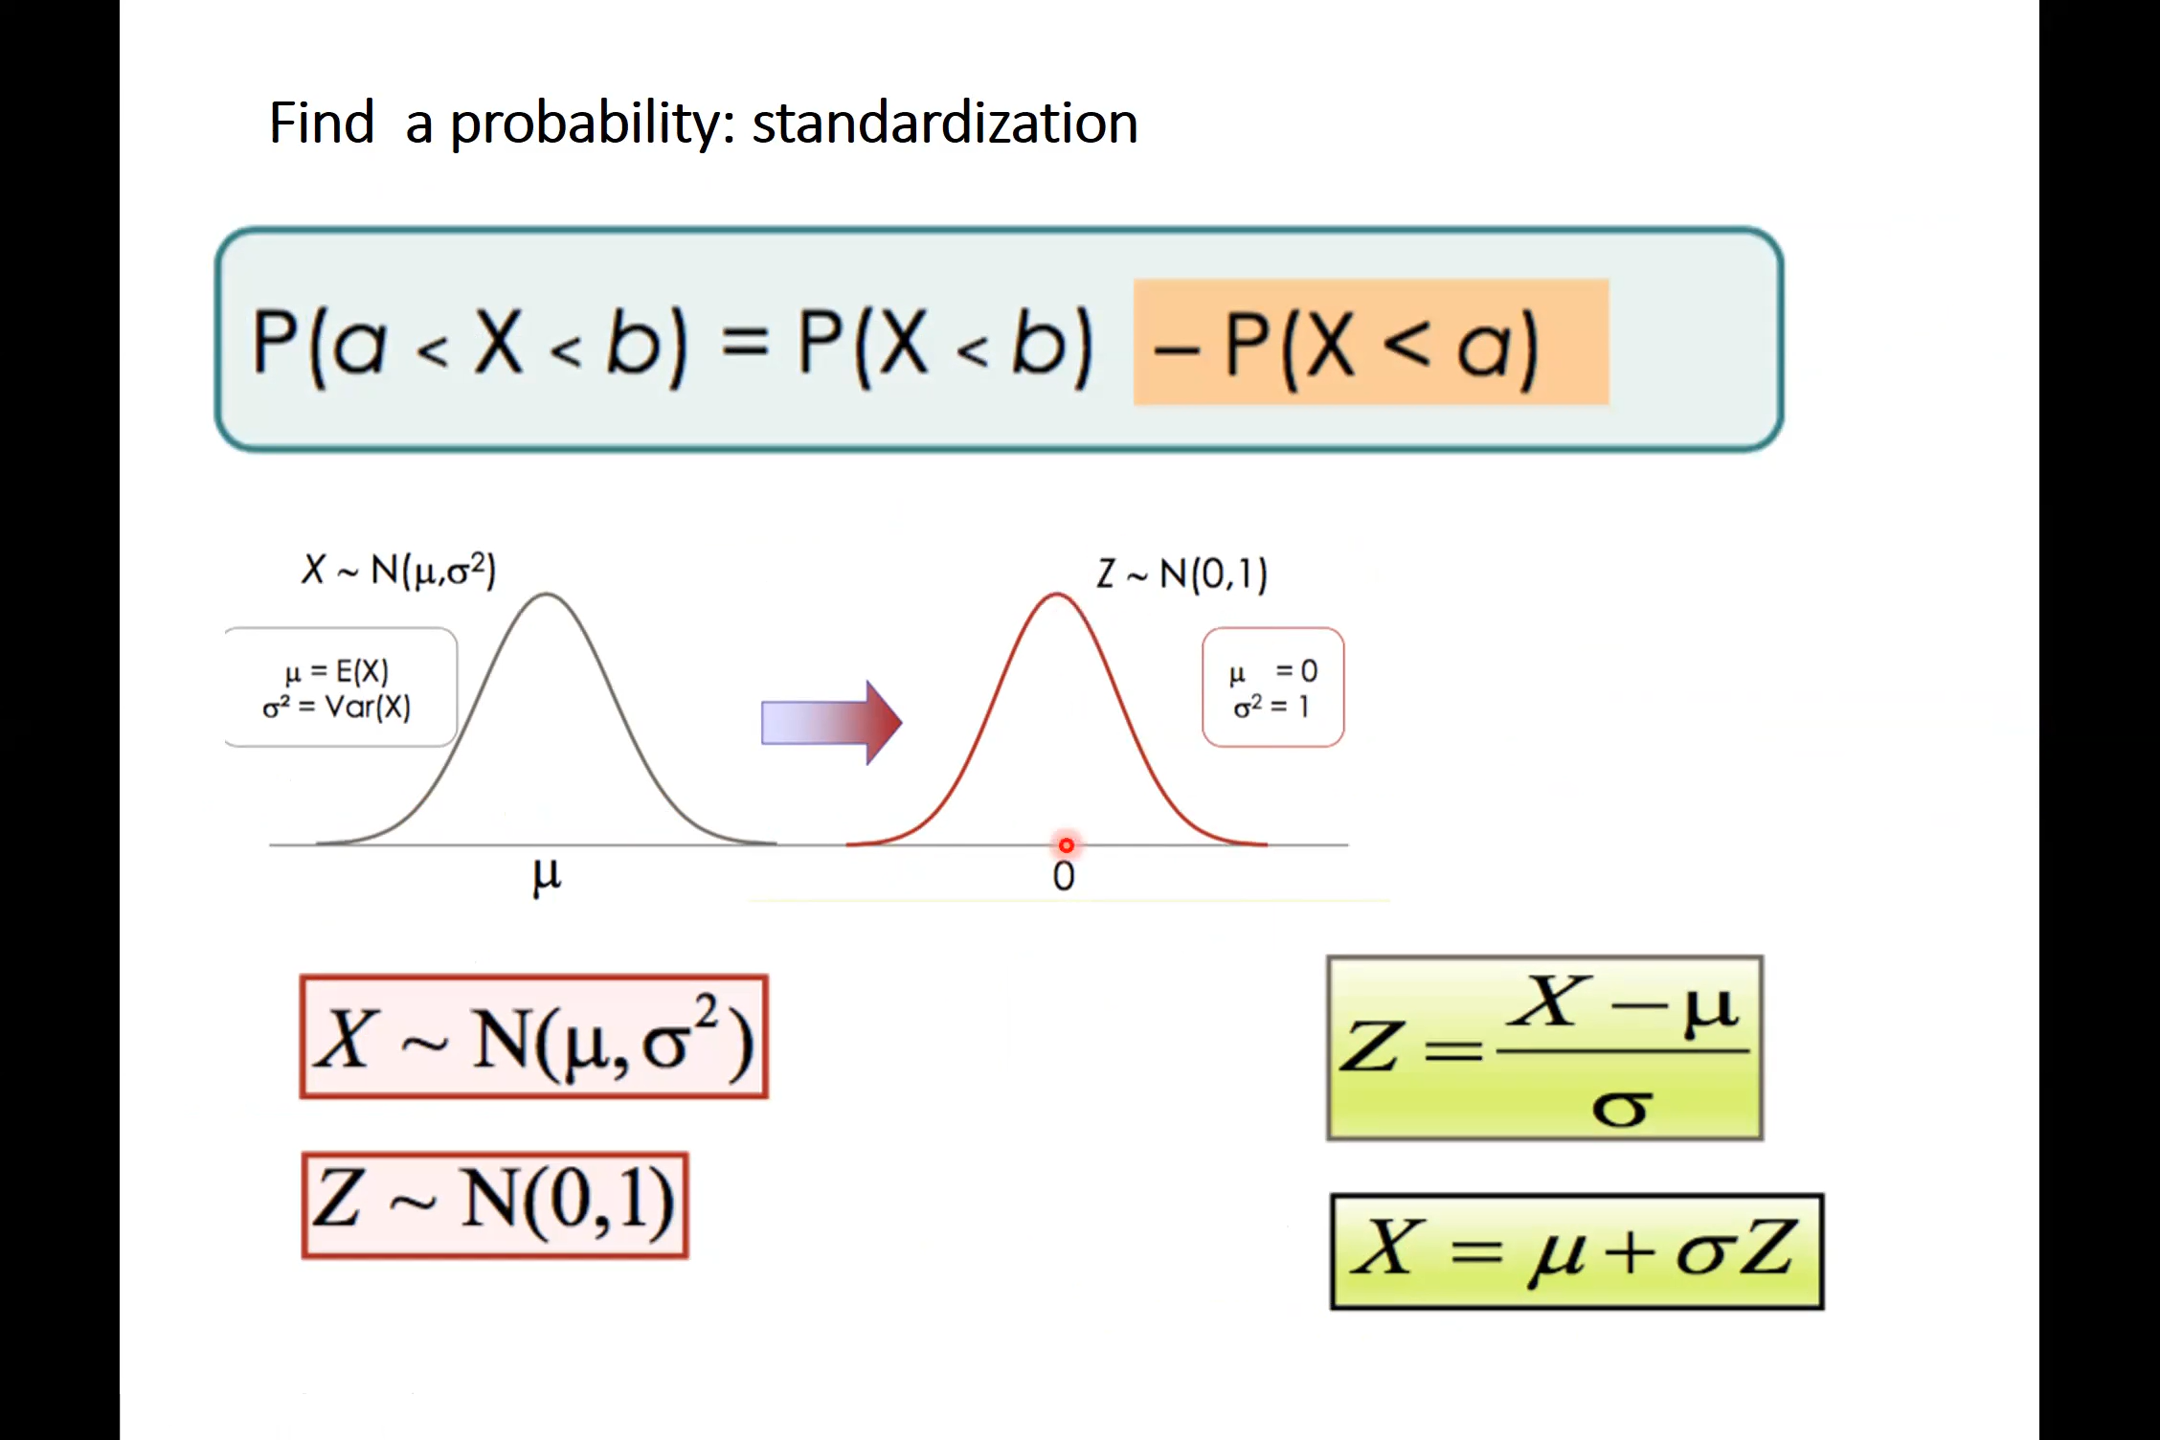 Find a probability: standardization
P(a < X < b) = P(X < b) – P(X < a)
X ~ N(μ,σ²)
μ = E(X)
σ² = Var(X)
μ
Z ~ N(0,1)
μ = 0
σ² = 1
0
X ~ N(μ,σ²)
Z ~ N(0,1)
Z = (X − μ) / σ
X = μ + σZ